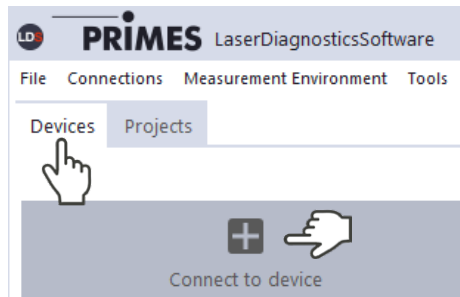 LDS PRIMES LaserDiagnosticsSoftware
File Connections Measurement Environment Tools
Devices Projects
Connect to device